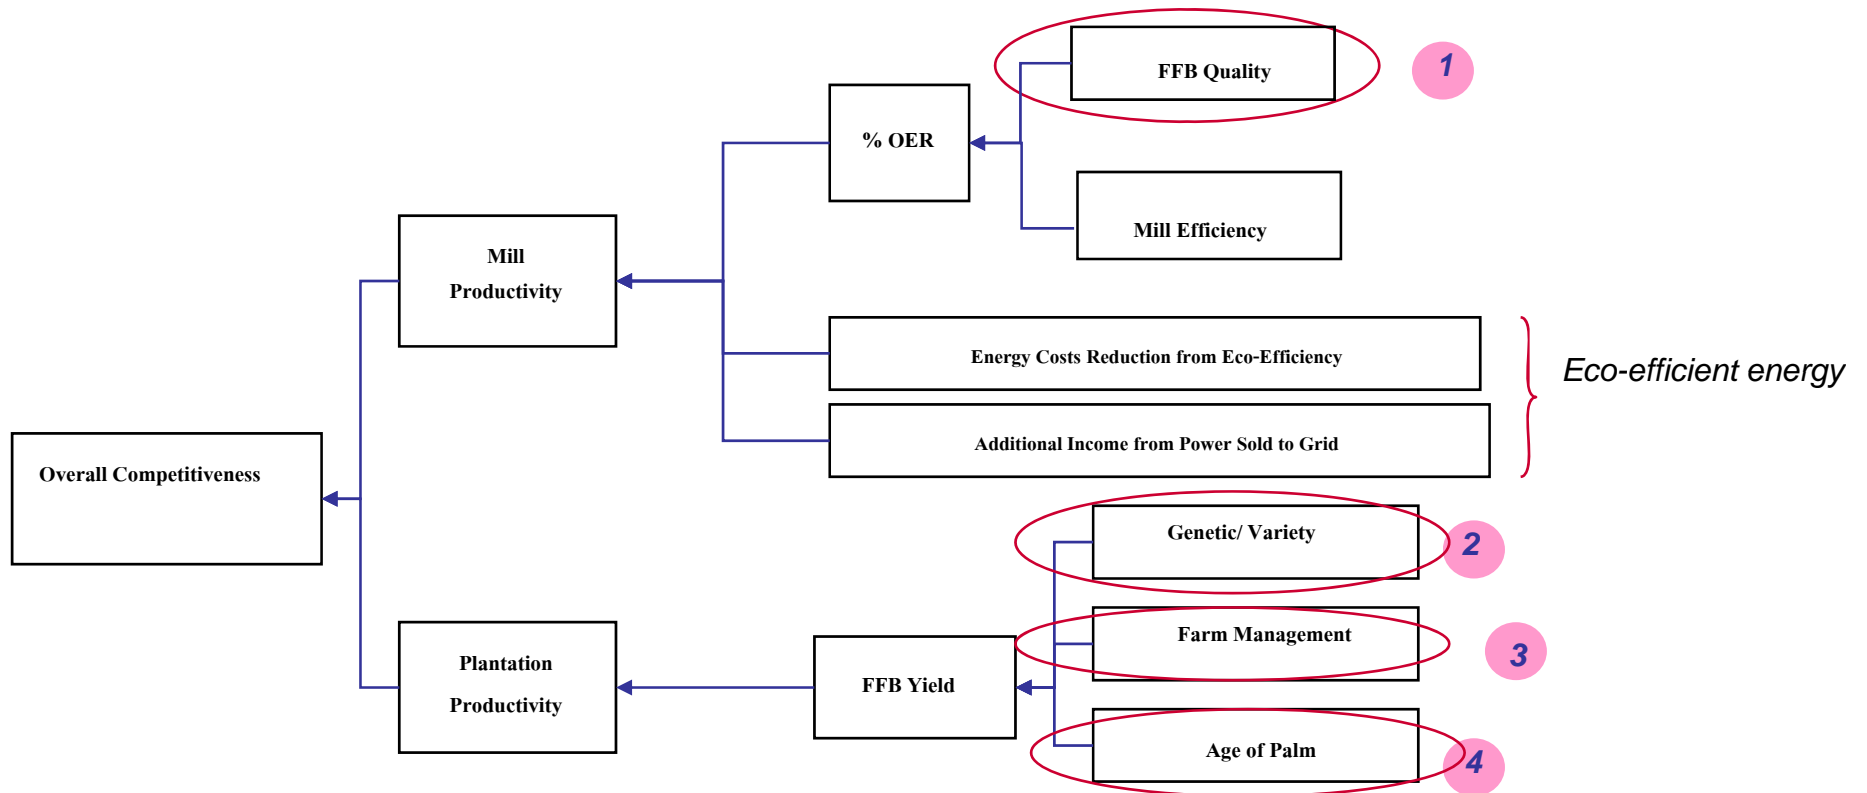 FFB Quality
1
% OER
Mill Efficiency
Mill
Productivity
Energy Costs Reduction from Eco-Efficiency
Eco-efficient energy
Additional Income from Power Sold to Grid
Overall Competitiveness
Genetic/ Variety
2
Farm Management
3
Plantation
Productivity
FFB Yield
Age of Palm
4